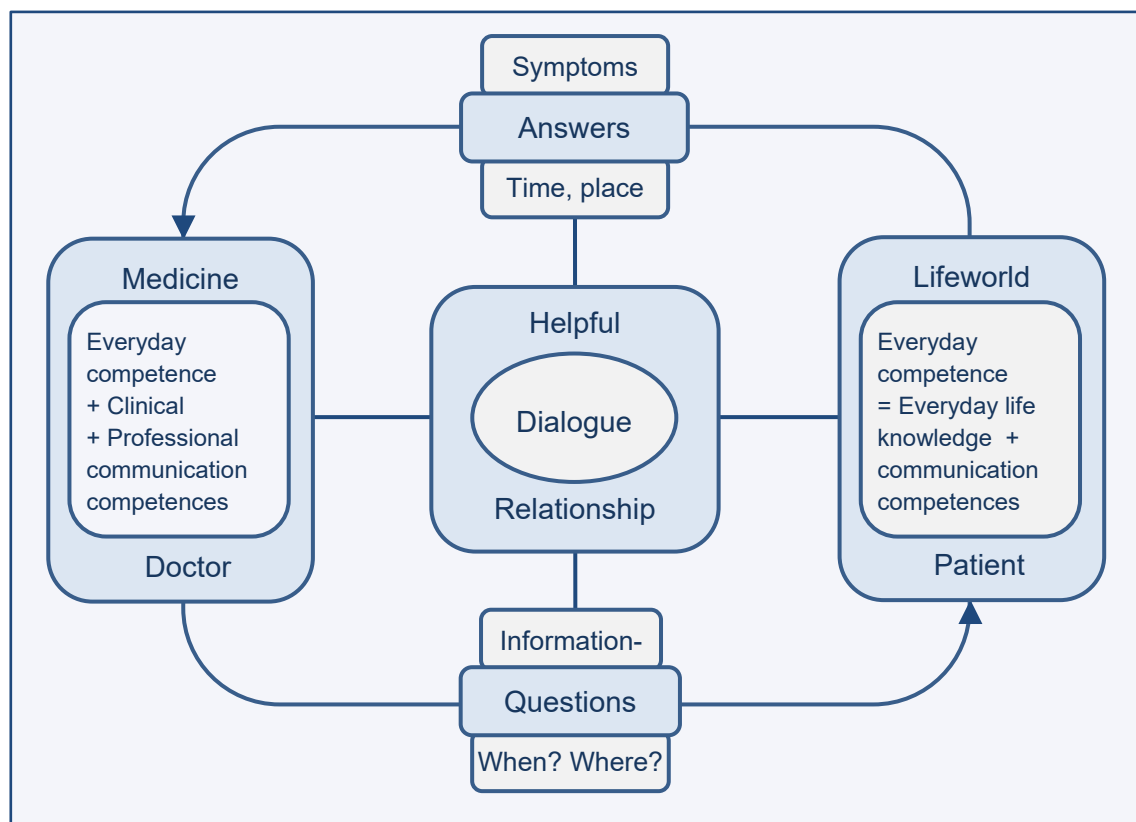 Symptoms
Answers
Time, place
Medicine
Everyday
competence
+ Clinical
+ Professional
communication
competences
Doctor
Helpful
Dialogue
Relationship
Lifeworld
Everyday
competence
= Everyday life
knowledge +
communication
competences
Patient
Information-
Questions
When? Where?